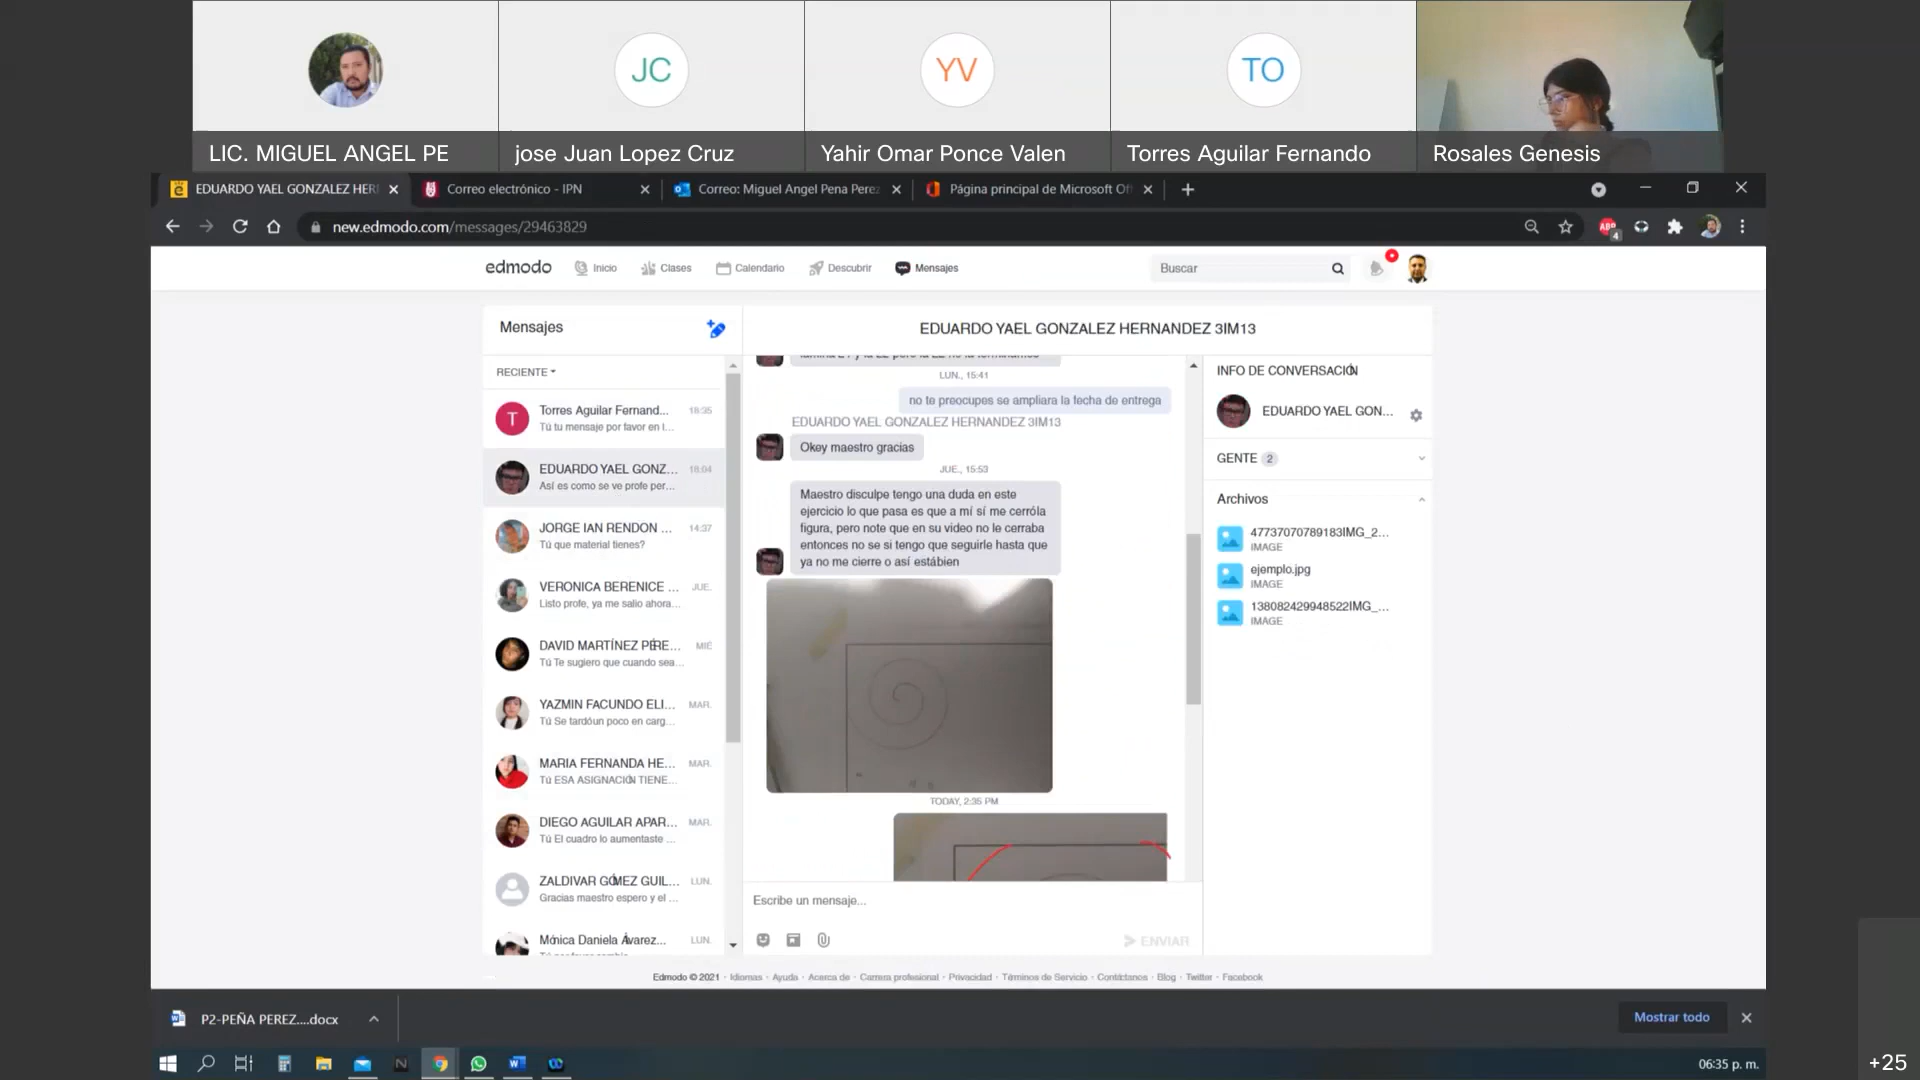 JC
YV
TO
LIC. MIGUEL ANGEL PE
jose Juan Lopez Cruz
Yahir Omar Ponce Valen
Torres Aguilar Fernando
Rosales Genesis
EDUARDO YAEL GONZALEZ HER
Correo electrónico - IPN
Correo: Miguel Angel Pena Perez
Página principal de Microsoft Of
new.edmodo.com/messages/29463829
ABP
4
edmodo
Inicio
Clases
Calendario
Descubrir
Mensajes
Buscar
Mensajes
RECIENTE
T
Torres Aguilar Fernand...
18:35
Tú tu mensaje por favor en l...
EDUARDO YAEL GONZ...
18:04
Así es como se ve profe per...
JORGE IAN RENDON ...
14:37
Tú que material tienes?
VERONICA BERENICE ...
JUE.
Listo profe, ya me salio ahora...
DAVID MARTÍNEZ PÉRE...
MIÉ
Tú Te sugiero que cuando sea...
YAZMIN FACUNDO ELI...
MAR.
Tú Se tardó un poco en carg...
MARIA FERNANDA HE...
MAR.
Tú ESA ASIGNACIÓN TIENE...
DIEGO AGUILAR APAR...
MAR.
Tú El cuadro lo aumentaste ...
ZALDIVAR GÓMEZ GUIL...
LUN.
Gracias maestro espero y el ...
Mónica Daniela Álvarez...
LUN.
EDUARDO YAEL GONZALEZ HERNANDEZ 3IM13
LUN., 15:41
no te preocupes se ampliara la fecha de entrega
EDUARDO YAEL GONZALEZ HERNANDEZ 3IM13
Okey maestro gracias
JUE., 15:53
Maestro disculpe tengo una duda en este
ejercicio lo que pasa es que a mí sí me cerró la
figura, pero note que en su video no le cerraba
entonces no se si tengo que seguirle hasta que
ya no me cierre o así está bien
TODAY, 2:35 PM
Escribe un mensaje...
ENVIAR
INFO DE CONVERSACIÓN
EDUARDO YAEL GON...
GENTE 2
Archivos
47737070789183IMG_2...
IMAGE
ejemplo.jpg
IMAGE
138082429948522IMG_...
IMAGE
Edmodo © 2021 · Idiomas · Ayuda · Acerca de · Carrera profesional · Privacidad · Términos de Servicio · Contáctanos · Blog · Twitter · Facebook
P2-PEÑA PEREZ....docx
Mostrar todo
06:35 p. m.
+25